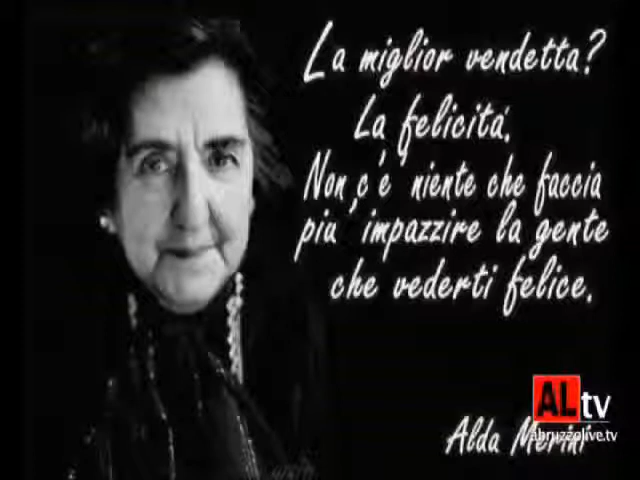 La miglior vendetta?
La felicità.
Non c'è niente che faccia
più impazzire la gente
che vederti felice.
ALtv
abruzzolive.tv
Alda Merini